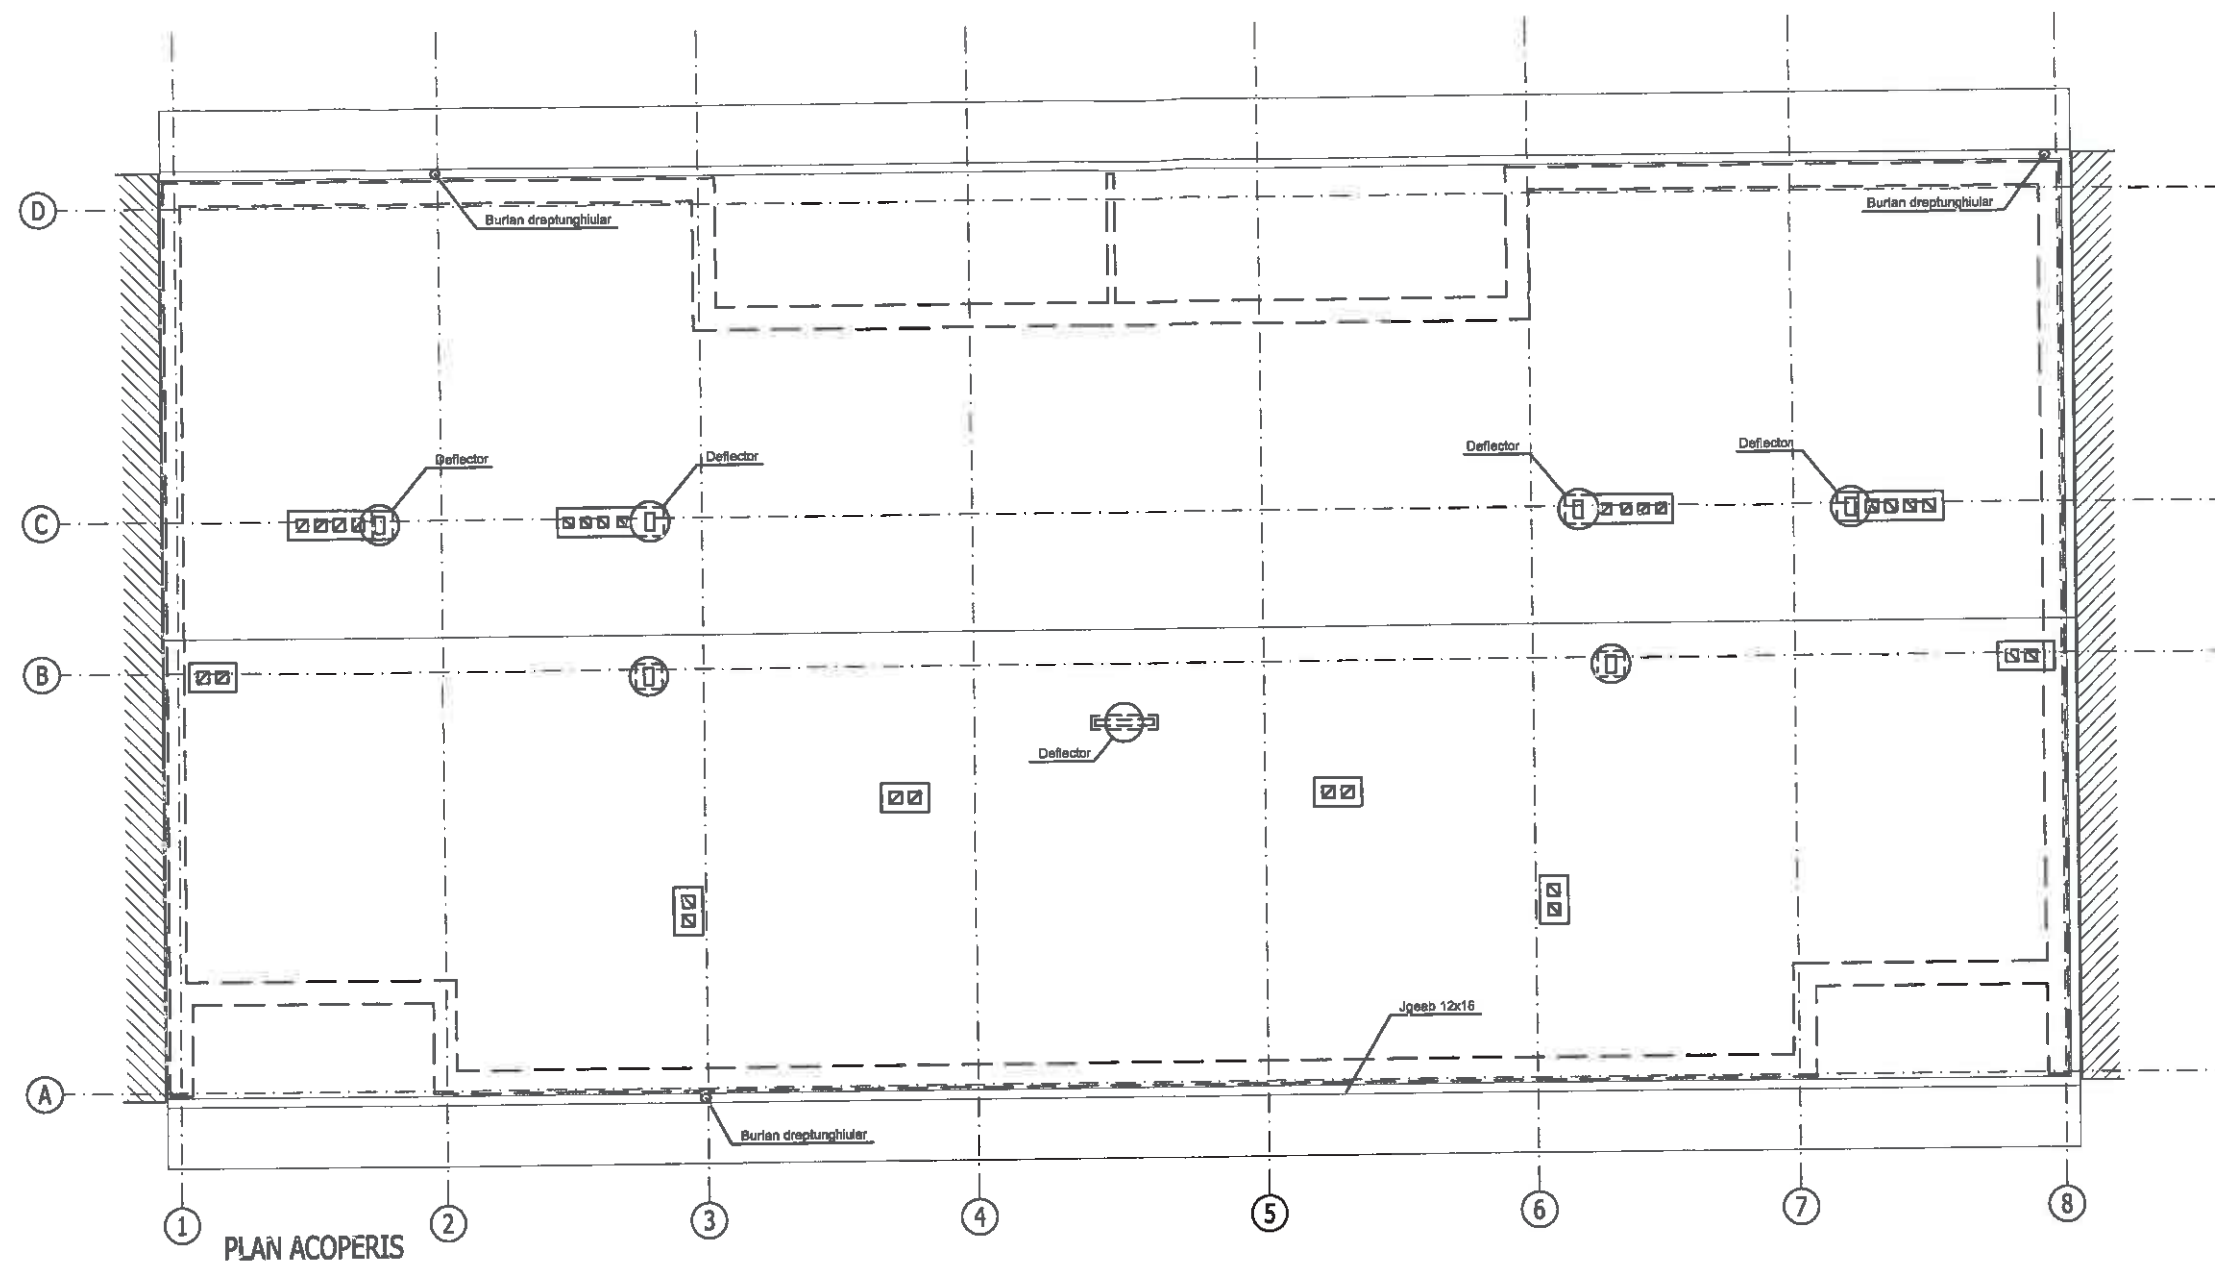 D
Burlan dreptunghiular
Burlan dreptunghiular
Deflector
Deflector
Deflector
Deflector
C
B
Deflector
Jgeab 12x16
A
Burlan dreptunghiular
1
2
3
4
5
6
7
8
PLAN ACOPERIS